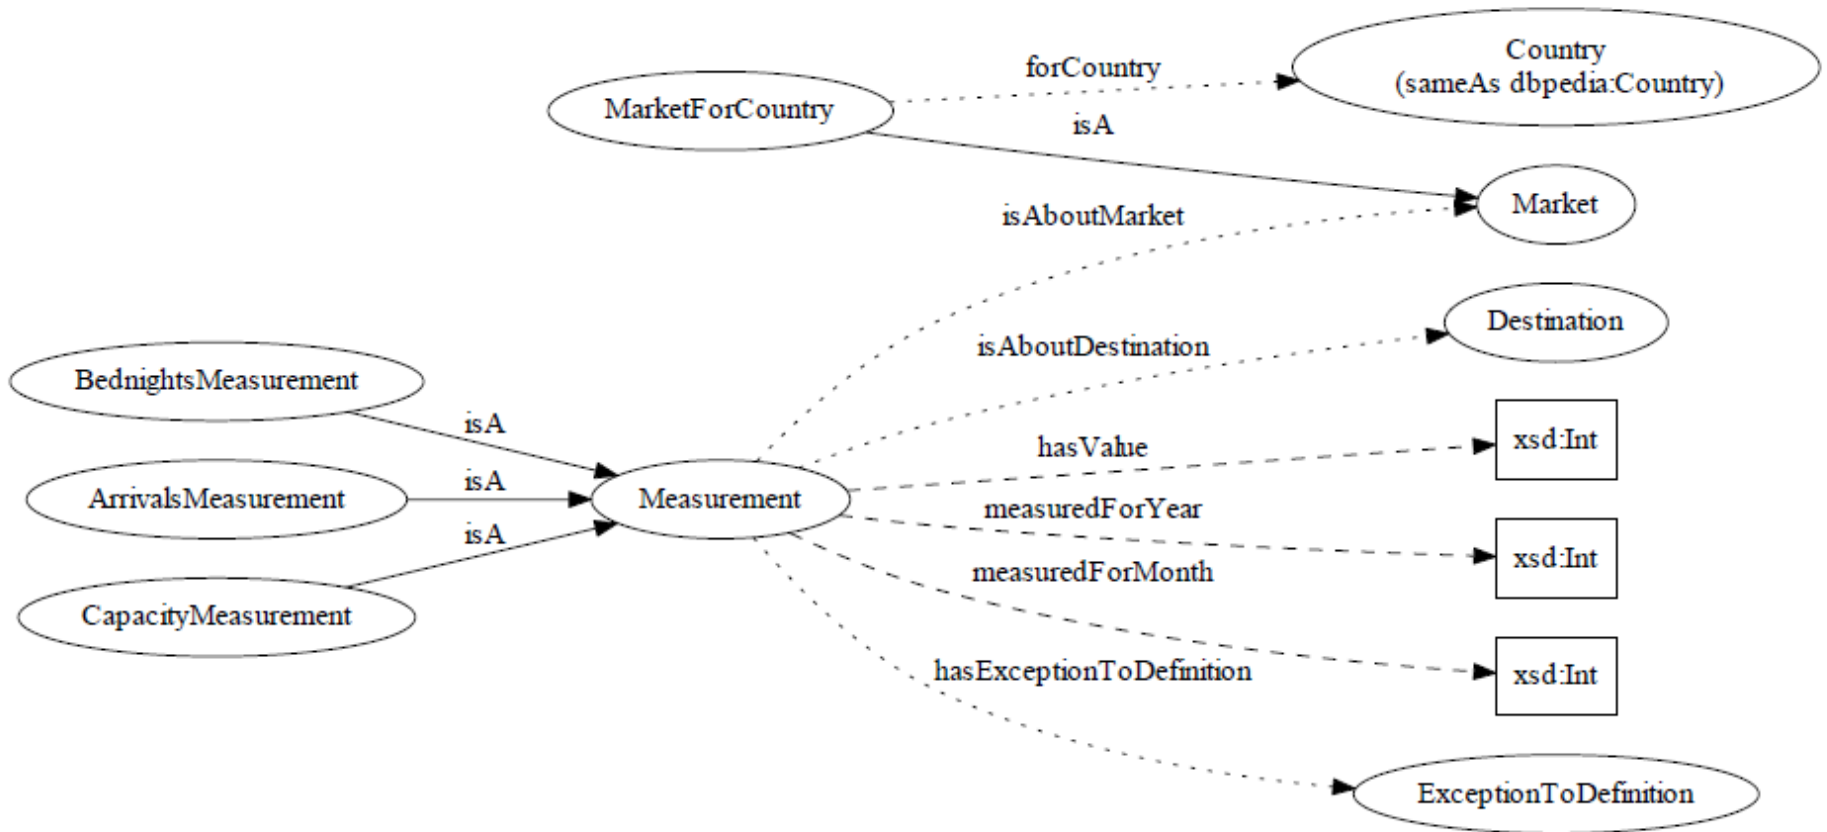 Country
(sameAs dbpedia:Country)
forCountry
MarketForCountry
isA
Market
isAboutMarket
Destination
isAboutDestination
BednightsMeasurement
isA
hasValue
xsd:Int
isA
ArrivalsMeasurement
Measurement
measuredForYear
isA
xsd:Int
measuredForMonth
CapacityMeasurement
hasExceptionToDefinition
xsd:Int
ExceptionToDefinition